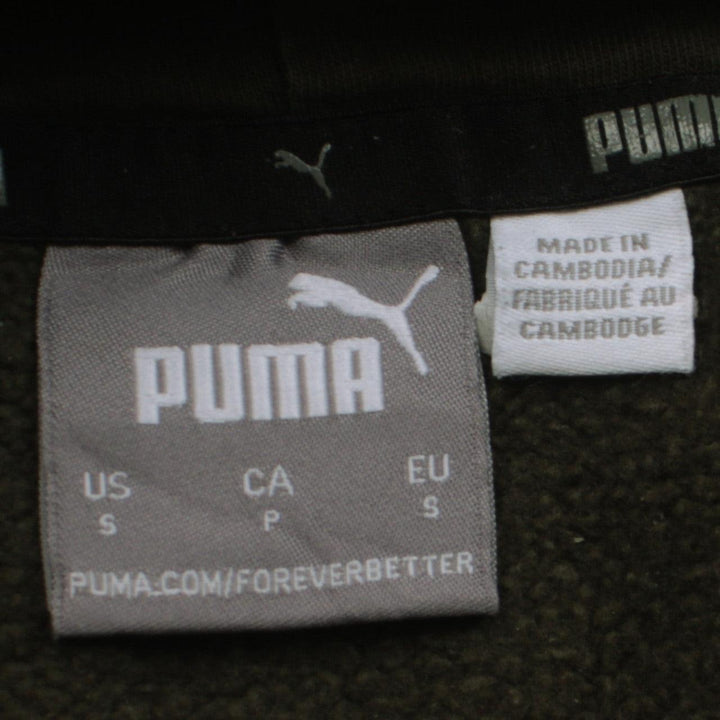 PUMA
MADE IN
CAMBODIA/
FABRIQUÉ AU
CAMBODGE
PUMA
US CA EU
S P S
PUMA.COM/FOREVERBETTER